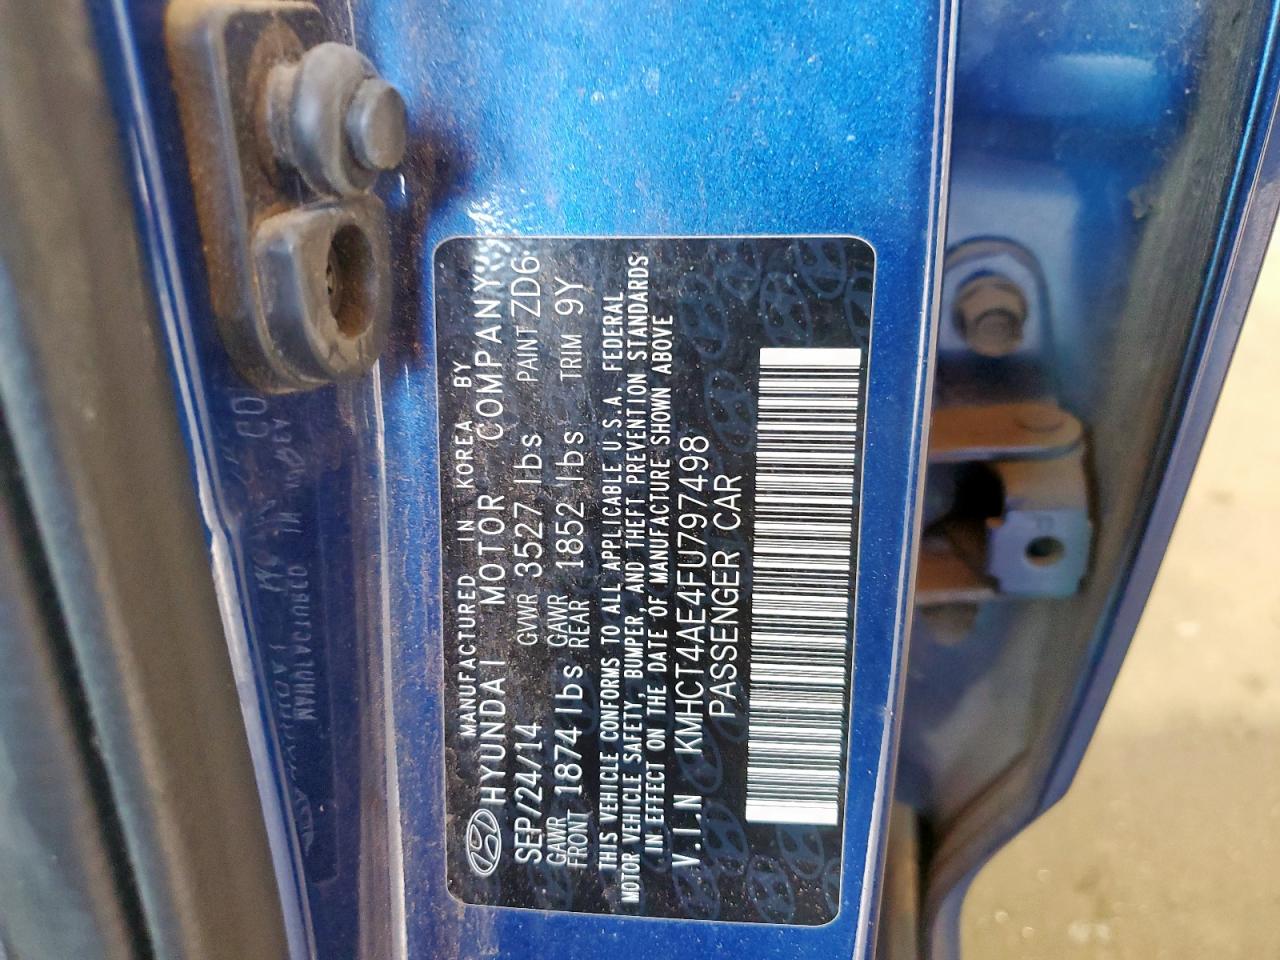 MANUFACTURED IN KOREA BY
HYUNDAI MOTOR COMPANY
SEP/24/14 GVWR 3527 lbs PAINT ZD6
GAWR FRONT 1874 lbs GAWR REAR 1852 lbs TRIM 9Y
THIS VEHICLE CONFORMS TO ALL APPLICABLE U.S.A. FEDERAL
MOTOR VEHICLE SAFETY, BUMPER, AND THEFT PREVENTION STANDARDS
IN EFFECT ON THE DATE OF MANUFACTURE SHOWN ABOVE
V.I.N KMHCT4AE4FU797498
PASSENGER CAR